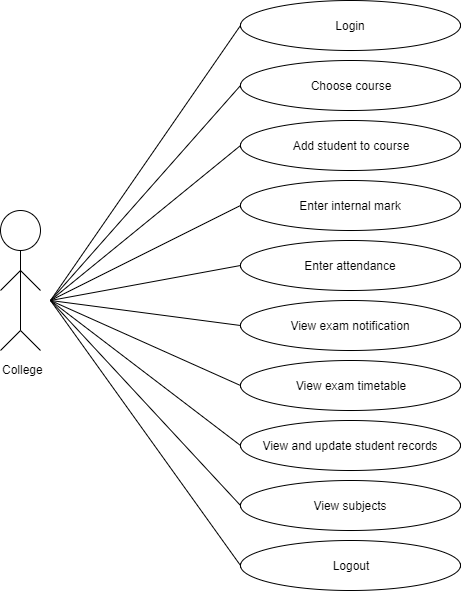 Login
Choose course
Add student to course
Enter internal mark
Enter attendance
View exam notification
View exam timetable
College
View and update student records
View subjects
Logout